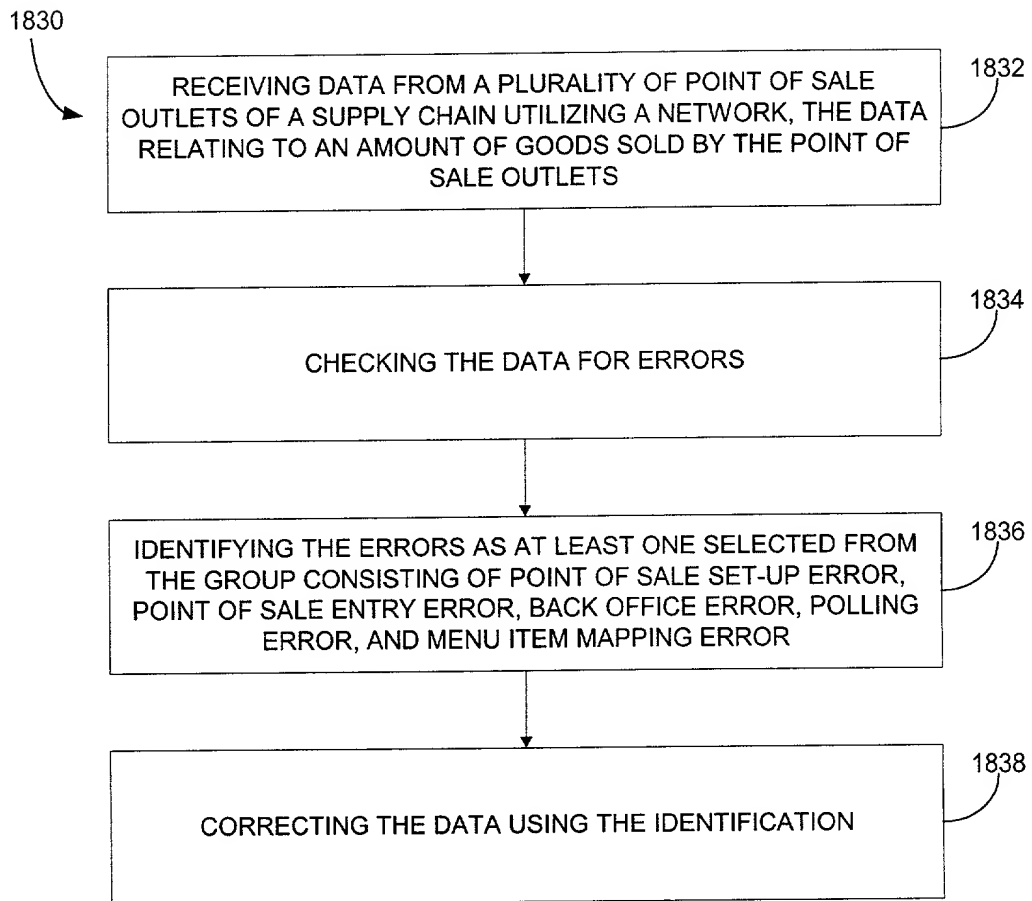 1830
RECEIVING DATA FROM A PLURALITY OF POINT OF SALE
OUTLETS OF A SUPPLY CHAIN UTILIZING A NETWORK, THE DATA
RELATING TO AN AMOUNT OF GOODS SOLD BY THE POINT OF
SALE OUTLETS
1832
CHECKING THE DATA FOR ERRORS
1834
IDENTIFYING THE ERRORS AS AT LEAST ONE SELECTED FROM
THE GROUP CONSISTING OF POINT OF SALE SET-UP ERROR,
POINT OF SALE ENTRY ERROR, BACK OFFICE ERROR, POLLING
ERROR, AND MENU ITEM MAPPING ERROR
1836
CORRECTING THE DATA USING THE IDENTIFICATION
1838